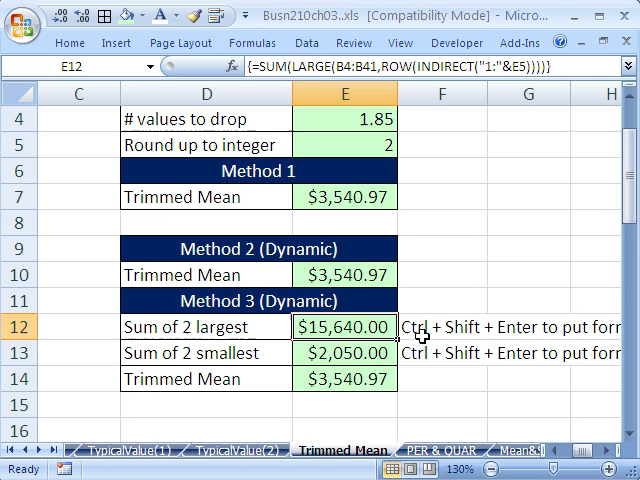 Busn210ch03...xls [Compatibility Mode] - Micro...
Home Page Layout Formulas Data Review View Developer Add-Ins
E12 fx {=SUM(LARGE(B4:B41,ROW(INDIRECT("1:"&E5))))}
C D E F G H
4 # values to drop 1.85
5 Round up to integer 2
6 Method 1
7 Trimmed Mean $3,540.97
8
9 Method 2 (Dynamic)
10 Trimmed Mean $3,540.97
11 Method 3 (Dynamic)
12 Sum of 2 largest $15,640.00 Ctrl + Shift + Enter to put form
13 Sum of 2 smallest $2,050.00 Ctrl + Shift + Enter to put form
14 Trimmed Mean $3,540.97
15
16
TypicalValue(1) TypicalValue(2) Trimmed Mean PER & QUAR Mean&S
Ready 130%